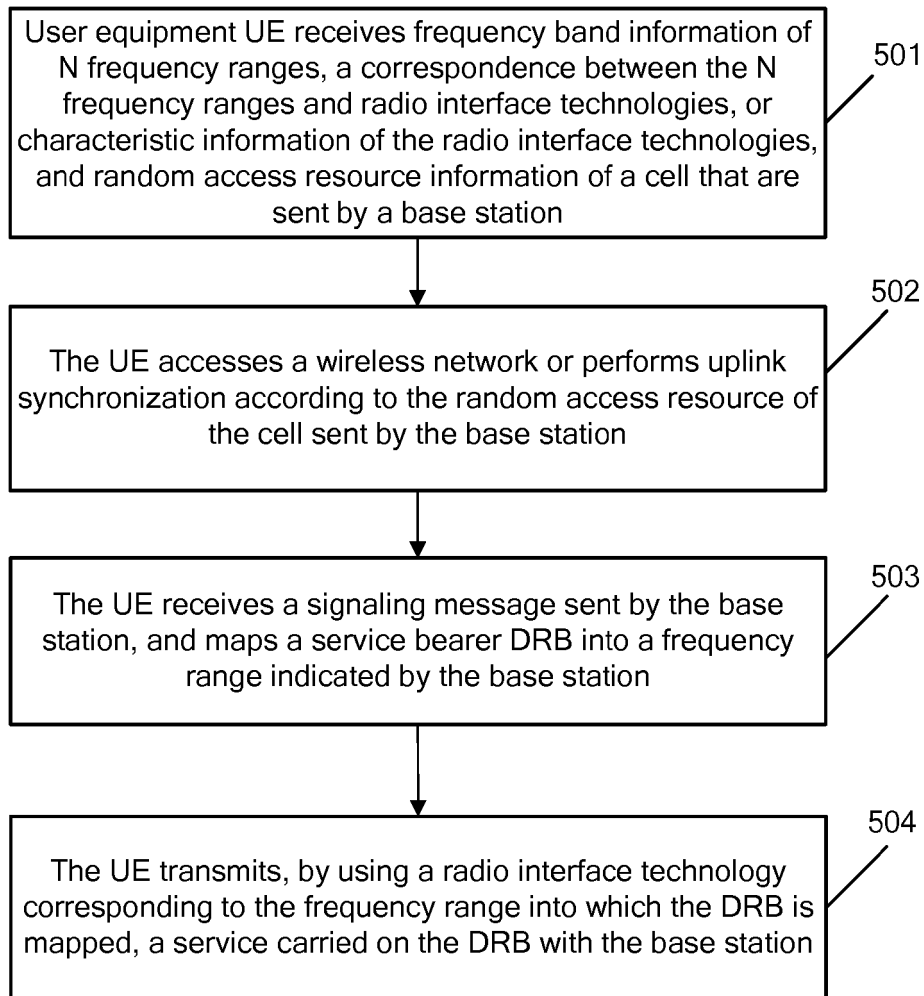 User equipment UE receives frequency band information of
N frequency ranges, a correspondence between the N
frequency ranges and radio interface technologies, or
characteristic information of the radio interface technologies,
and random access resource information of a cell that are
sent by a base station
501
The UE accesses a wireless network or performs uplink
synchronization according to the random access resource of
the cell sent by the base station
502
The UE receives a signaling message sent by the base
station, and maps a service bearer DRB into a frequency
range indicated by the base station
503
The UE transmits, by using a radio interface technology
corresponding to the frequency range into which the DRB is
mapped, a service carried on the DRB with the base station
504